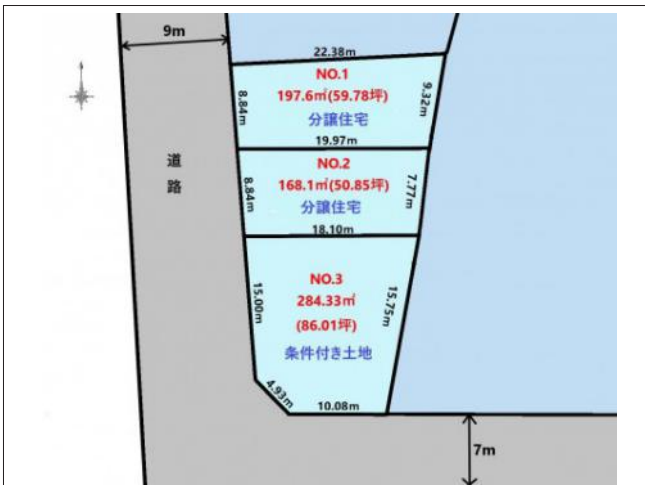 9m
22.38m
NO.1
197.6㎡(59.78坪)
分譲住宅
8.84m
9.32m
19.97m
道路
NO.2
168.1㎡(50.85坪)
分譲住宅
8.84m
7.77m
18.10m
NO.3
284.33㎡
(86.01坪)
条件付き土地
15.00m
15.75m
4.93m
10.08m
7m